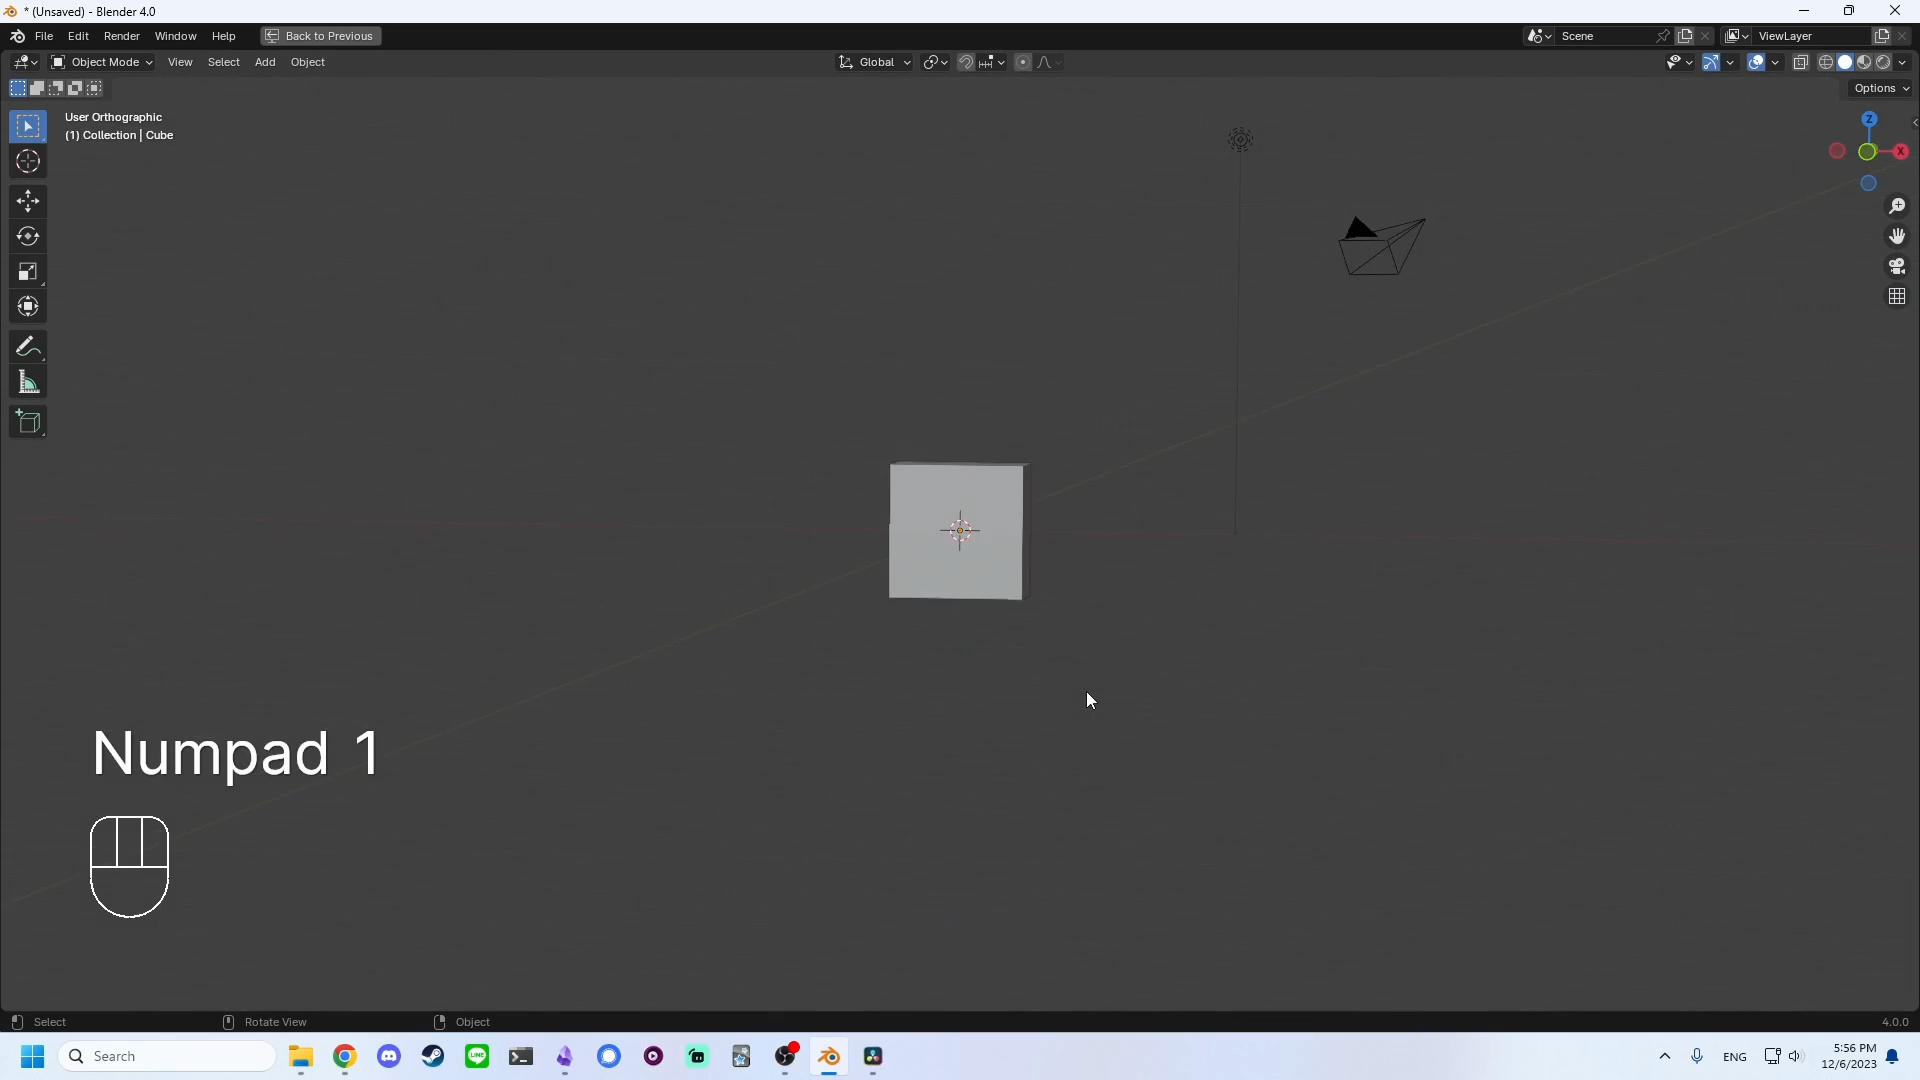 * (Unsaved) - Blender 4.0
File Edit Render Window Help Back to Previous Scene ViewLayer
Object Mode View Select Add Object Global
Options
User Orthographic
(1) Collection | Cube
Z
X
Numpad 1
Select Rotate View Object 4.0.0
Search LINE ENG 5:56 PM
12/6/2023